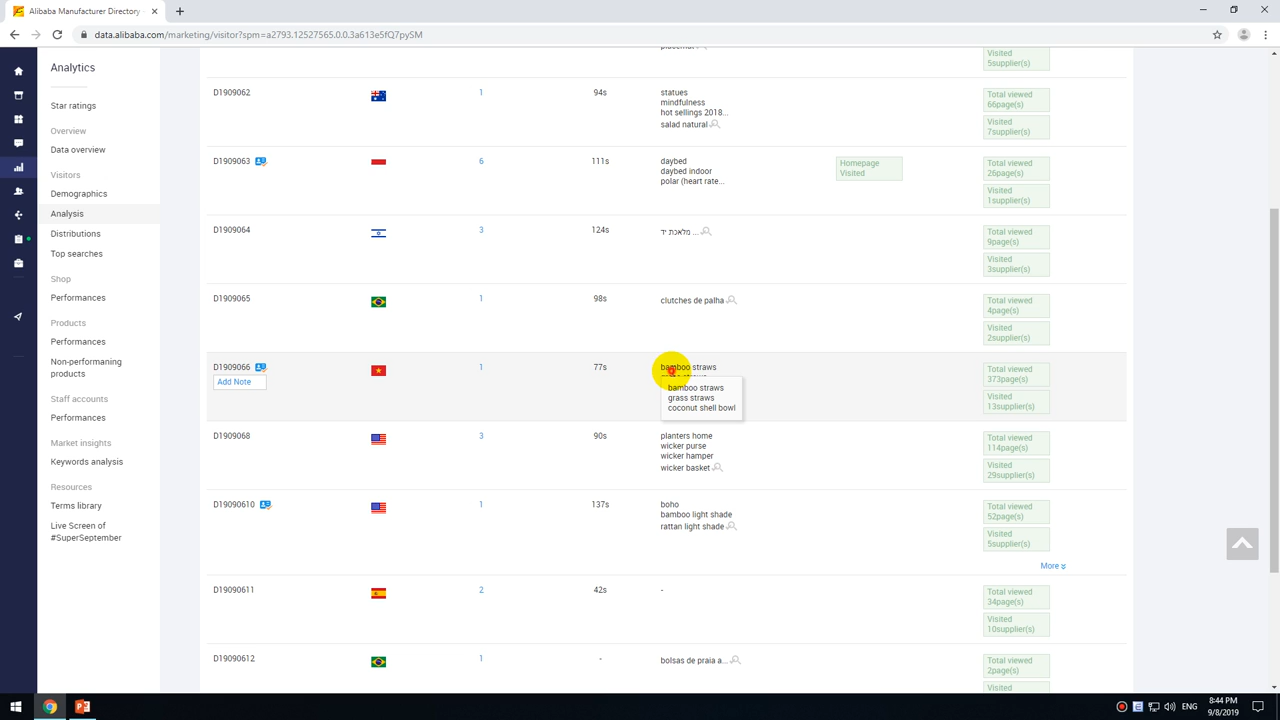 Alibaba Manufacturer Directory -
data.alibaba.com/marketing/visitor?spm=a2793.12527565.0.0.3a613e5fQ7pySM
Analytics
Star ratings
Overview
Data overview
Visitors
Demographics
Analysis
Distributions
Top searches
Shop
Performances
Products
Performances
Non-performaing
products
Staff accounts
Performances
Market insights
Keywords analysis
Resources
Terms library
Live Screen of
#SuperSeptember
placemat
Visited
5supplier(s)
D1909062
1
94s
statues
mindfulness
hot sellings 2018...
salad natural
Total viewed
66page(s)
Visited
7supplier(s)
D1909063
6
111s
daybed
daybed indoor
polar (heart rate...
Homepage
Visited
Total viewed
26page(s)
Visited
1supplier(s)
D1909064
3
124s
מלאכת יד ...
Total viewed
9page(s)
Visited
3supplier(s)
D1909065
1
98s
clutches de palha
Total viewed
4page(s)
Visited
2supplier(s)
D1909066
Add Note
1
77s
bamboo straws
bamboo straws
grass straws
coconut shell bowl
Total viewed
373page(s)
Visited
13supplier(s)
D1909068
3
90s
planters home
wicker purse
wicker hamper
wicker basket
Total viewed
114page(s)
Visited
29supplier(s)
D19090610
1
137s
boho
bamboo light shade
rattan light shade
Total viewed
52page(s)
Visited
5supplier(s)
More
D19090611
2
42s
-
Total viewed
34page(s)
Visited
10supplier(s)
D19090612
1
-
bolsas de praia a...
Total viewed
2page(s)
Visited
ENG
8:44 PM
9/8/2019